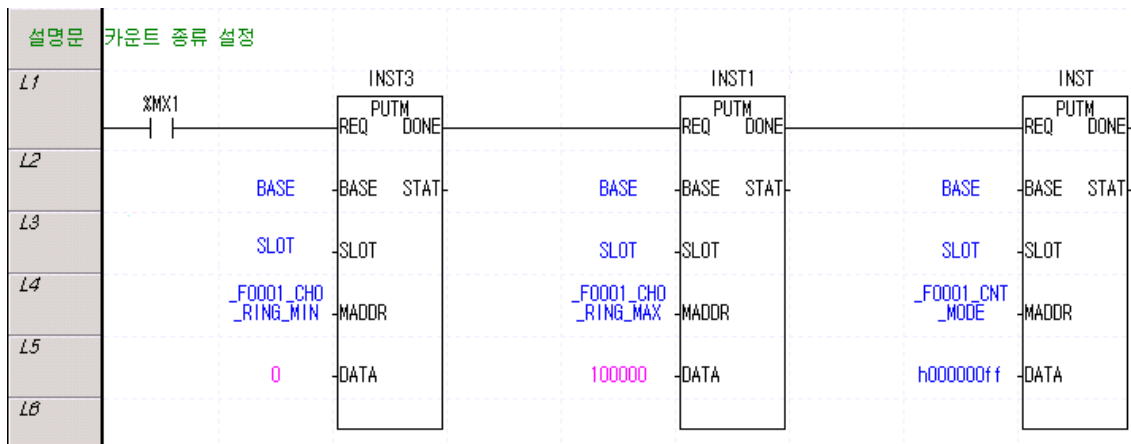 설명문 카운트 종류 설정
L1 INST3 INST1 INST
%MX1 PUTM PUTM PUTM
REQ DONE REQ DONE REQ DONE
L2
BASE BASE STAT BASE BASE STAT BASE BASE STAT
L3
SLOT SLOT SLOT SLOT SLOT SLOT
L4
_F0001_CH0 _F0001_CH0 _F0001_CNT
_RING_MIN MADDR _RING_MAX MADDR _MODE MADDR
L5
0 DATA 100000 DATA h000000ff DATA
L6